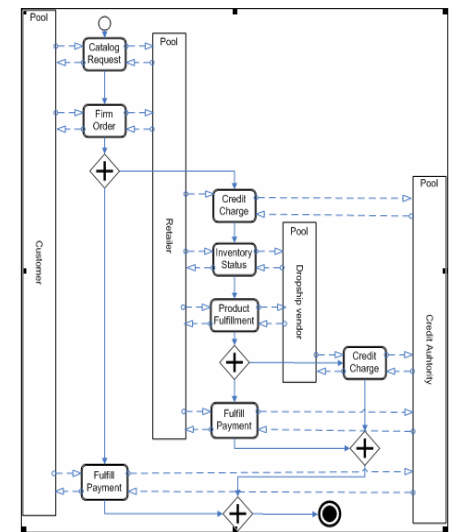 Pool
Catalog
Request
Pool
Firm
Order
Customer
Retailer
Pool
Credit
Charge
Pool
Inventory
Status
Dropship vendor
Product
Fulfillment
Credit Auhtority
Credit
Charge
Fulfill
Payment
Fulfill
Payment